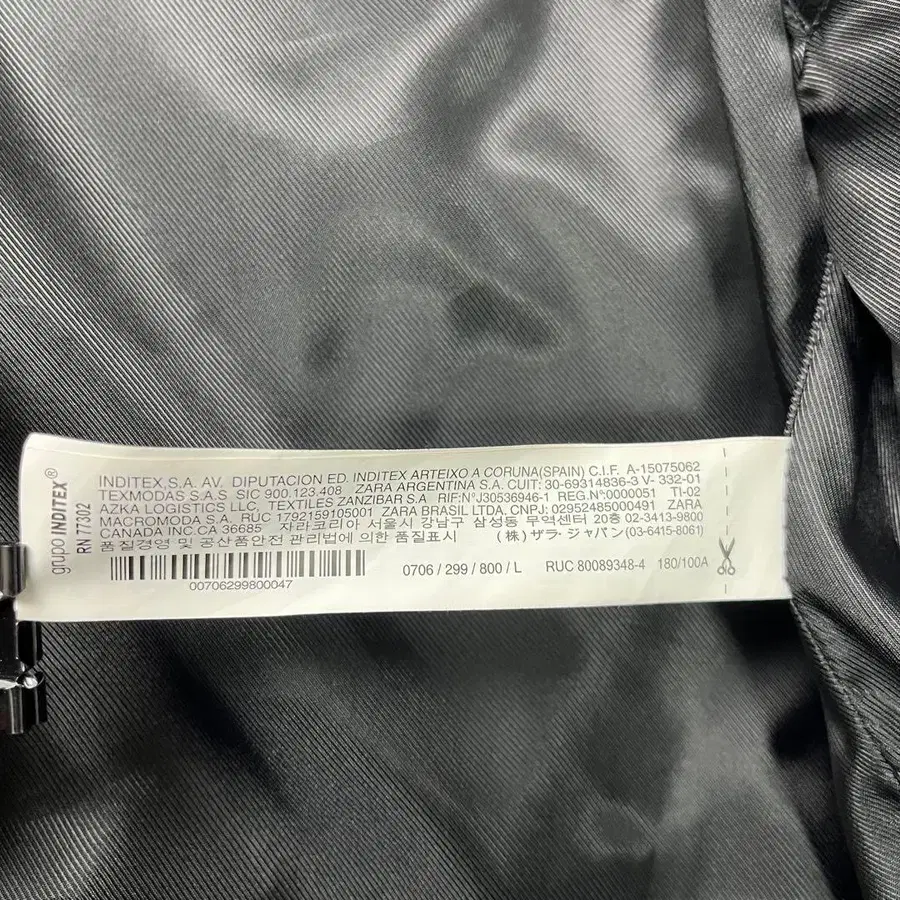 grupo INDITEX®
RN 77302
INDITEX,S.A. AV. DIPUTACION ED. INDITEX ARTEIXO A CORUNA(SPAIN) C.I.F. A-15075062
TEXMODAS S.A.S SIC 900.123.408 ZARA ARGENTINA S.A. CUIT: 30-69314836-3 V- 332-01
AZKA LOGISTICS LLC, TEXTILES ZANZIBAR S.A RIF:N°J30536946-1 REG.N°0000051 TI-02
MACROMODA S.A. RUC 1792159105001 ZARA BRASIL LTDA. CNPJ: 02952485000491 ZARA
CANADA INC.CA 36685 자라코리아 서울시 강남구 삼성동 무역센터 20층 02-3413-9800
품질경영 및 공산품안전 관리법에 의한 품질표시 (株) ザラ・ジャパン(03-6415-8061)
00706299800047
0706 / 299 / 800 / L RUC 80089348-4 180/100A